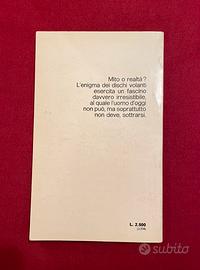 Mito o realtà?
L'enigma dei dischi volanti
esercita un fascino
davvero irresistibile,
al quale l'uomo d'oggi
non può, ma soprattutto
non deve, sottrarsi.
L. 2.500
subito